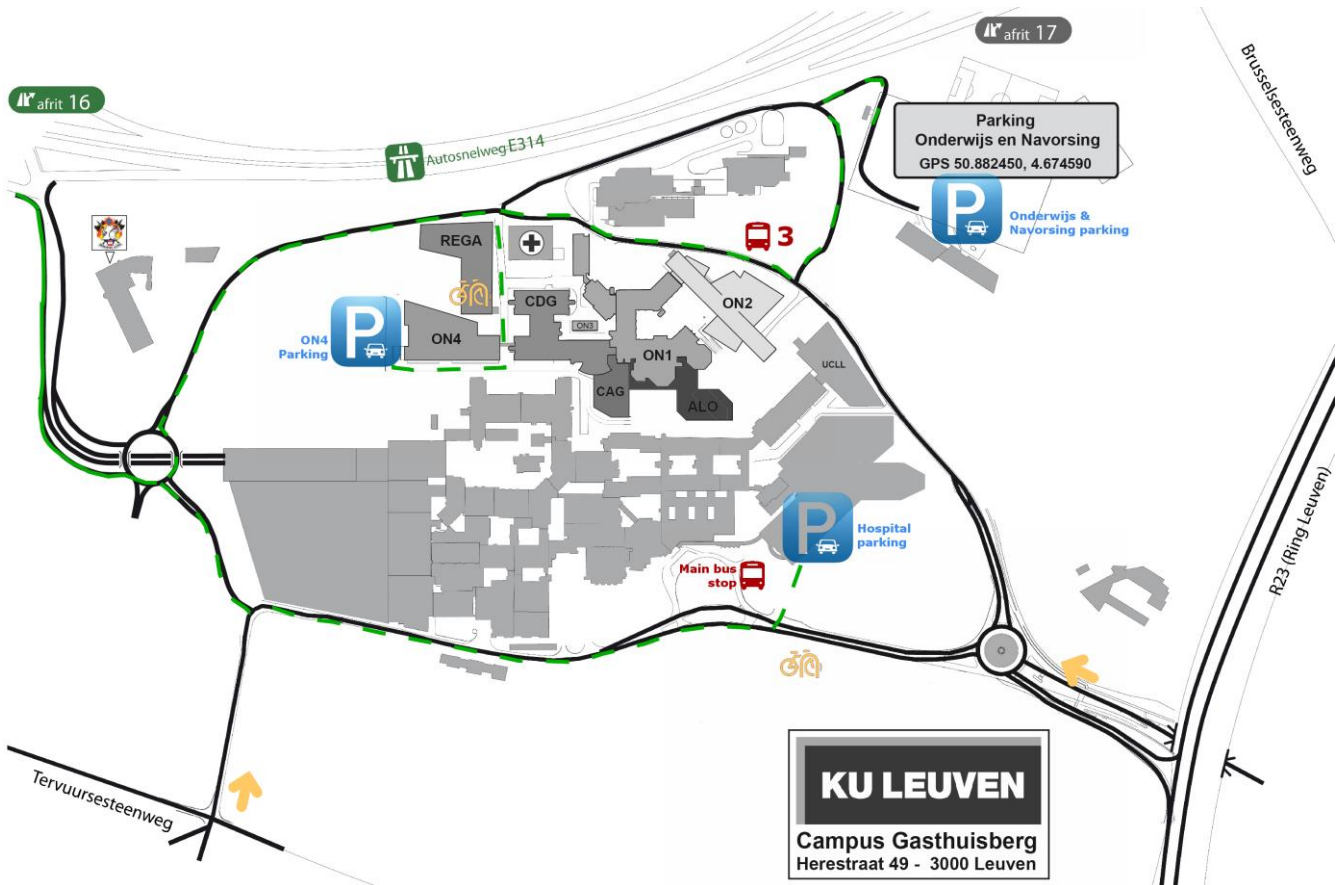 afrit 17
afrit 16
Autosnelweg E314
Brusselsesteenweg
Parking
Onderwijs en Navorsing
GPS 50.882450, 4.674590
P
Onderwijs &
Navorsing parking
3
REGA
CDG
ON3
ON2
P
ON4
Parking
ON4
ON1
UCLL
CAG
ALO
P
Hospital
parking
Main bus
stop
R23 (Ring Leuven)
Tervuursesteenweg
KU LEUVEN
Campus Gasthuisberg
Herestraat 49 - 3000 Leuven